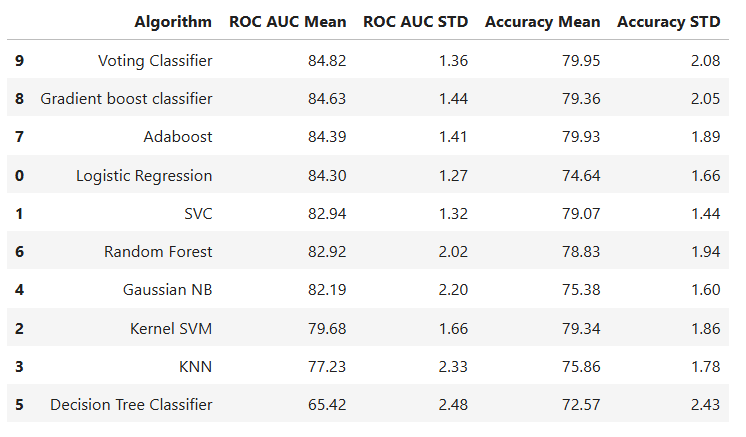 Algorithm ROC AUC Mean ROC AUC STD Accuracy Mean Accuracy STD
9 Voting Classifier 84.82 1.36 79.95 2.08
8 Gradient boost classifier 84.63 1.44 79.36 2.05
7 Adaboost 84.39 1.41 79.93 1.89
0 Logistic Regression 84.30 1.27 74.64 1.66
1 SVC 82.94 1.32 79.07 1.44
6 Random Forest 82.92 2.02 78.83 1.94
4 Gaussian NB 82.19 2.20 75.38 1.60
2 Kernel SVM 79.68 1.66 79.34 1.86
3 KNN 77.23 2.33 75.86 1.78
5 Decision Tree Classifier 65.42 2.48 72.57 2.43